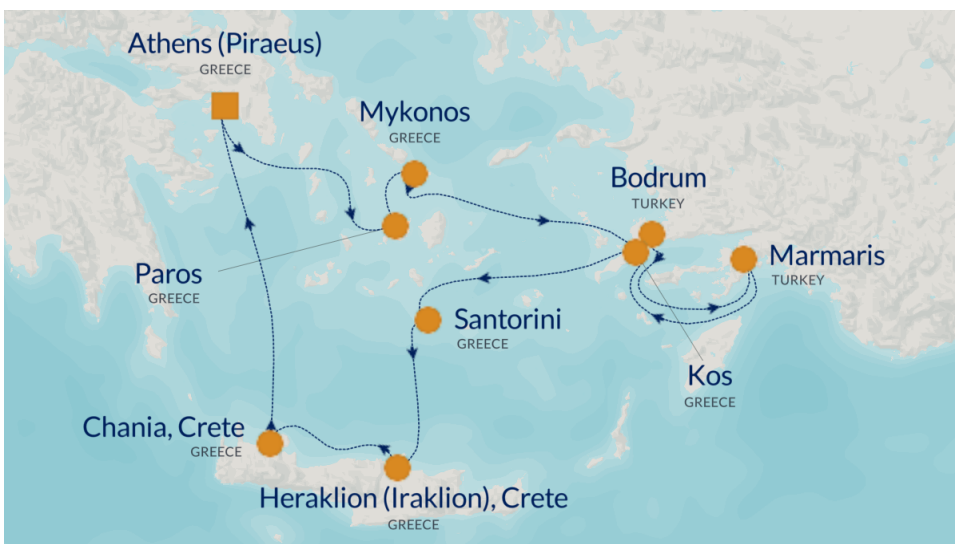 Athens (Piraeus)
GREECE
Mykonos
GREECE
Bodrum
TURKEY
Marmaris
TURKEY
Paros
GREECE
Santorini
GREECE
Kos
GREECE
Chania, Crete
GREECE
Heraklion (Iraklion), Crete
GREECE